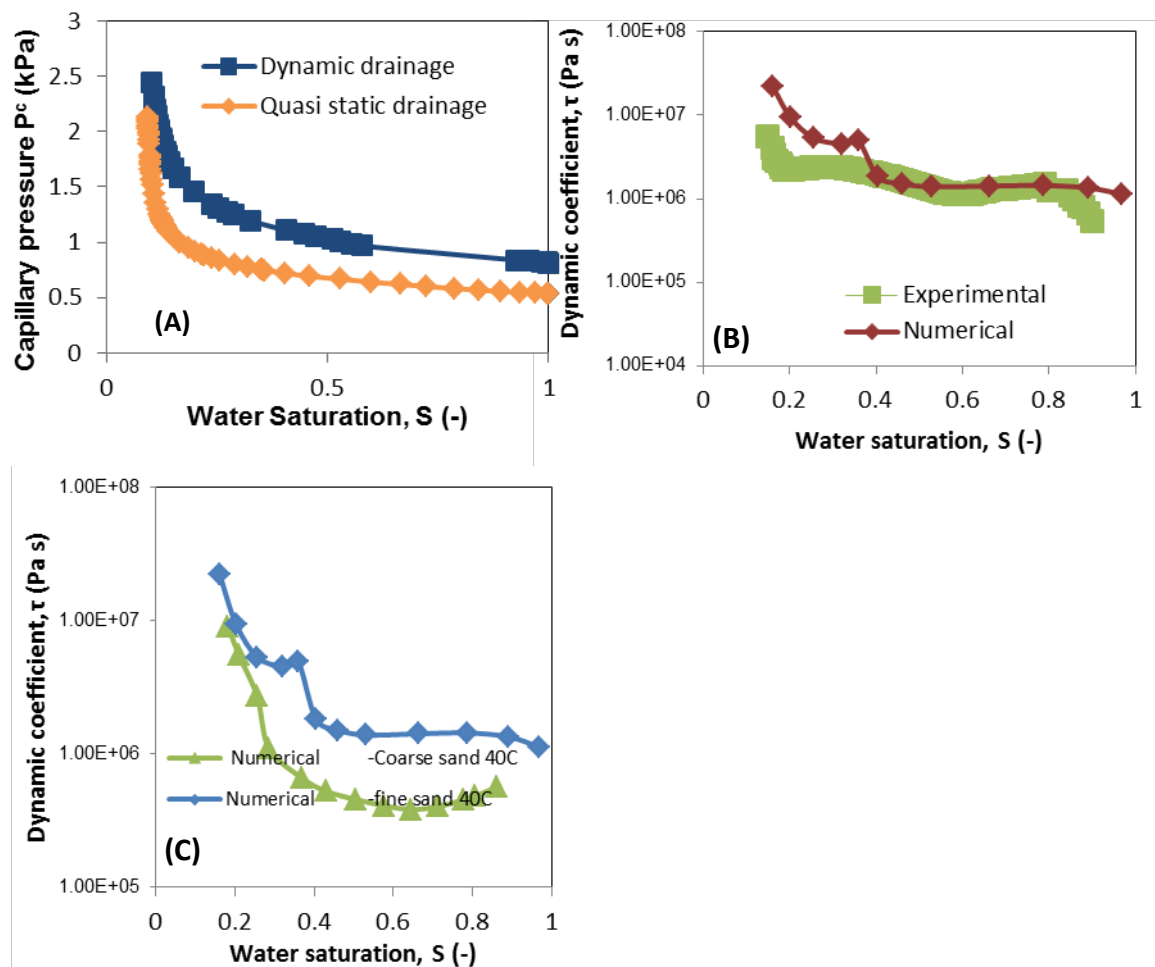 Capillary pressure Pᶜ (kPa)
3
2.5
2
1.5
1
0.5
0
Dynamic drainage
Quasi static drainage
(A)
0
0.5
1
Water Saturation, S (-)
Dynamic coefficient, τ (Pa s)
1.00E+08
1.00E+07
1.00E+06
1.00E+05
1.00E+04
Experimental
Numerical
(B)
0
0.2
0.4
0.6
0.8
1
Water saturation, S (-)
Dynamic coefficient, τ (Pa s)
1.00E+08
1.00E+07
1.00E+06
1.00E+05
Numerical -Coarse sand 40C
Numerical -fine sand 40C
(C)
0
0.2
0.4
0.6
0.8
1
Water saturation, S (-)